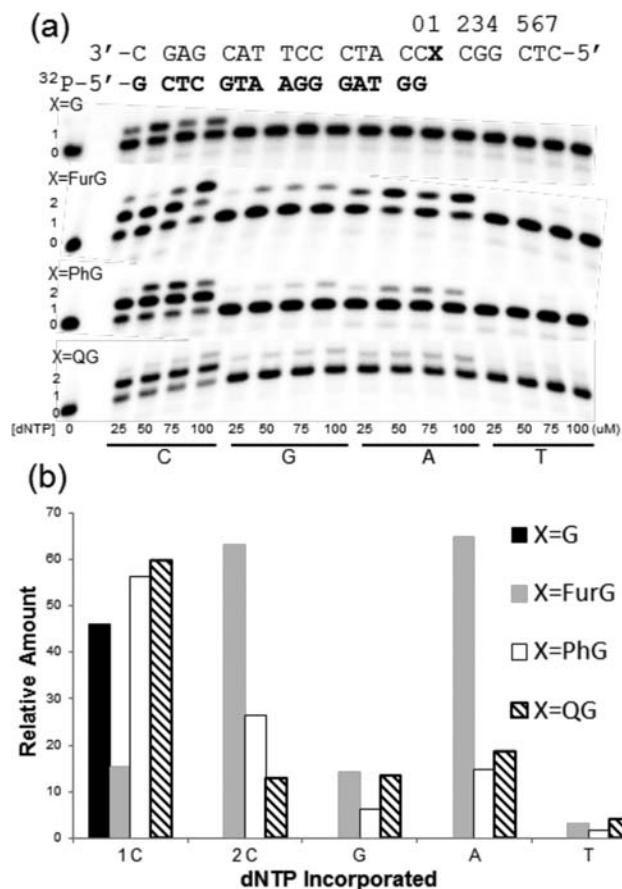 (a)
01 234 567
3′ -C GAG CAT TCC CTA CCX CGG CTC-5′
32P-5′ -G CTC GTA AGG GAT GG
X=G
1
0
X=FurG
2
1
0
X=PhG
2
1
0
X=QG
2
1
0
[dNTP] 0 25 50 75 100 25 50 75 100 25 50 75 100 25 50 75 100 (uM)
C G A T
(b)
70
60
50
40
30
20
10
0
Relative Amount
X=G
X=FurG
X=PhG
X=QG
1C 2C G A T
dNTP Incorporated